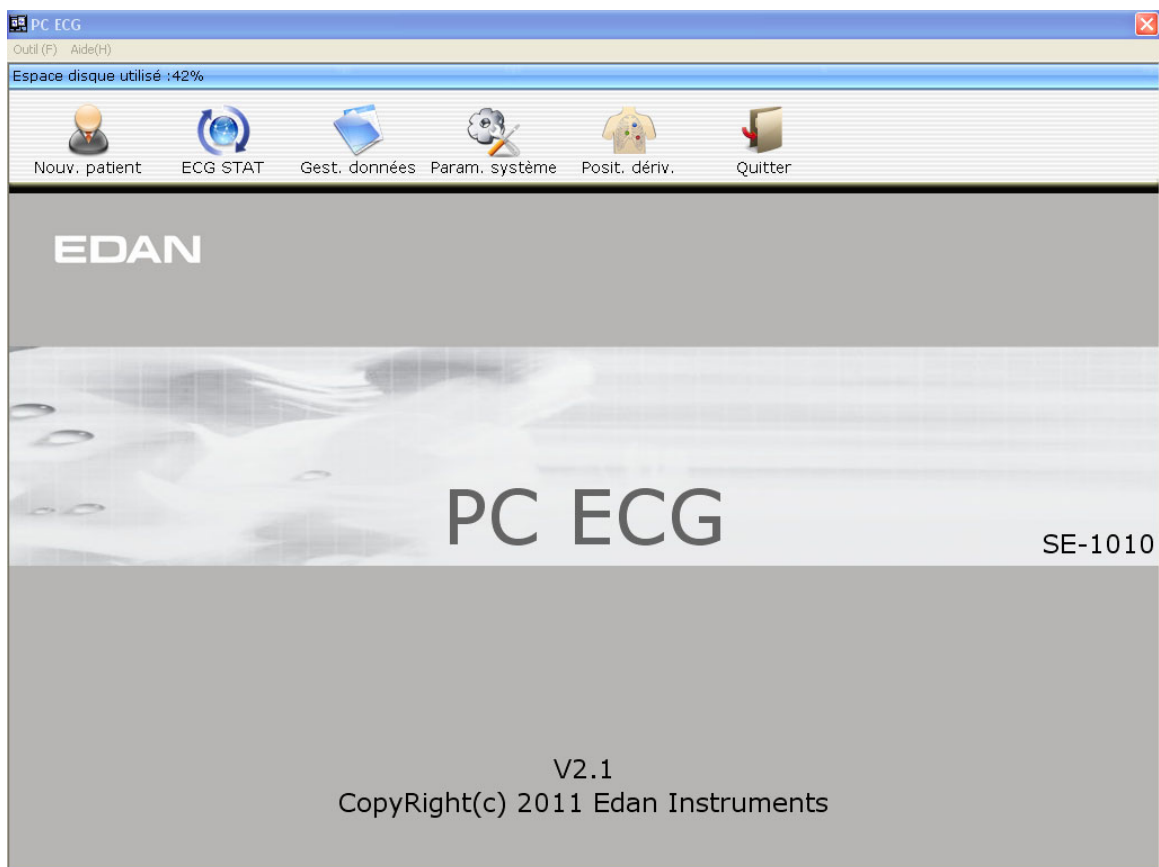 PC ECG
Outil (F) Aide(H)
Espace disque utilisé :42%
Nouv. patient ECG STAT Gest. données Param. système Posit. dériv. Quitter
EDAN
PC ECG
SE-1010
V2.1
CopyRight(c) 2011 Edan Instruments